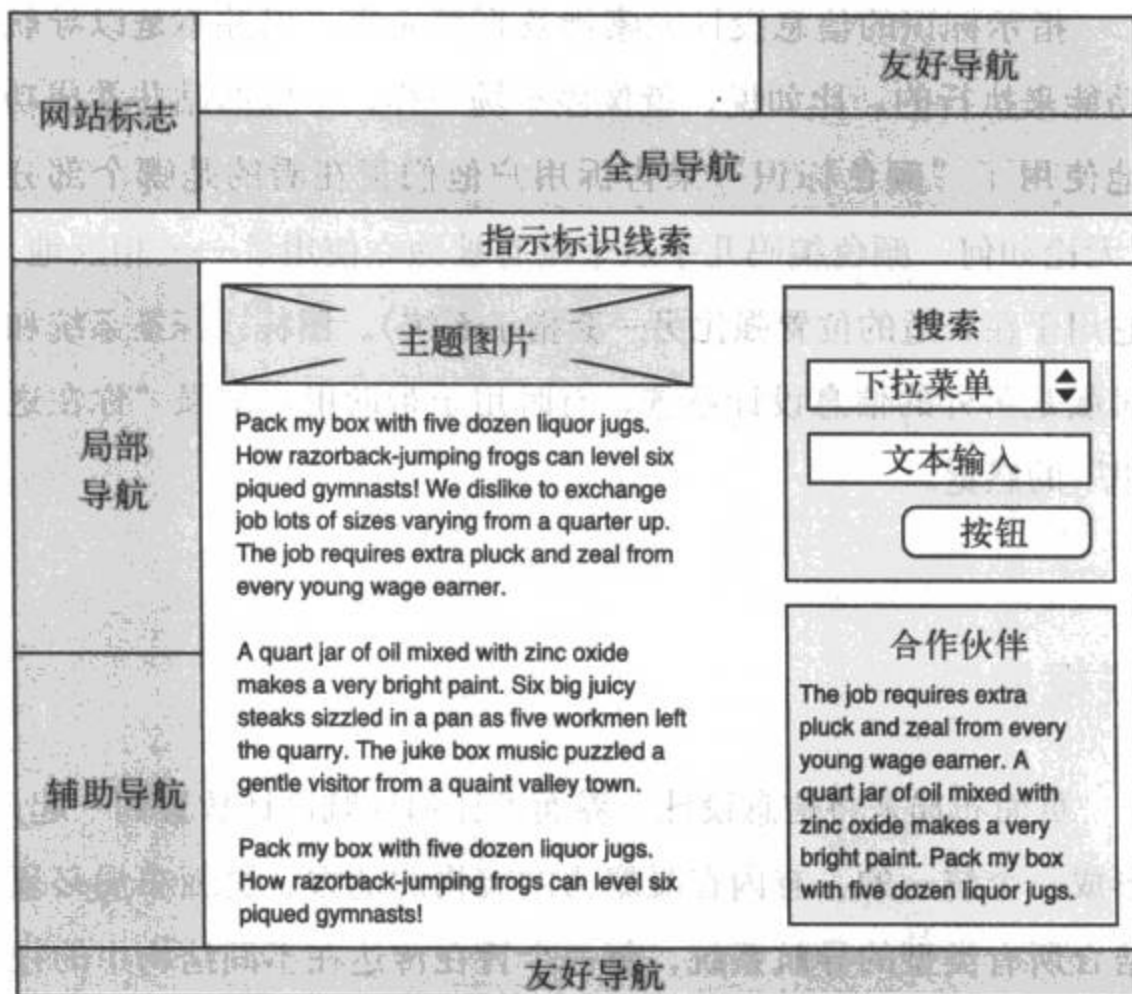 友好导航
网站标志
全局导航
指示标识线索
局部
导航
主题图片
Pack my box with five dozen liquor jugs.
How razorback-jumping frogs can level six
piqued gymnasts! We dislike to exchange
job lots of sizes varying from a quarter up.
The job requires extra pluck and zeal from
every young wage earner.
A quart jar of oil mixed with zinc oxide
makes a very bright paint. Six big juicy
steaks sizzled in a pan as five workmen left
the quarry. The juke box music puzzled a
gentle visitor from a quaint valley town.
Pack my box with five dozen liquor jugs.
How razorback-jumping frogs can level six
piqued gymnasts!
搜索
下拉菜单
文本输入
按钮
合作伙伴
The job requires extra
pluck and zeal from every
young wage earner. A
quart jar of oil mixed with
zinc oxide makes a very
bright paint. Pack my box
with five dozen liquor jugs.
辅助导航
友好导航